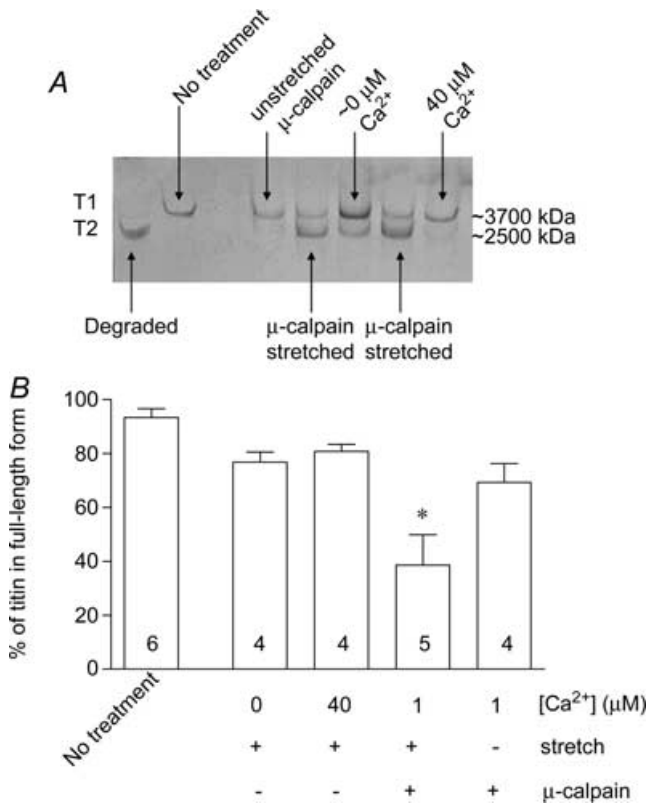 A
No treatment
unstretched
μ-calpain
~0 μM
Ca²⁺
40 μM
Ca²⁺
T1
T2
~3700 kDa
~2500 kDa
Degraded
μ-calpain
stretched
μ-calpain
stretched
B
% of titin in full-length form
100
80
60
40
20
0
*
6
4
4
5
4
No treatment
0 40 1 1 [Ca²⁺] (μM)
+ + + - stretch
- - + + μ-calpain